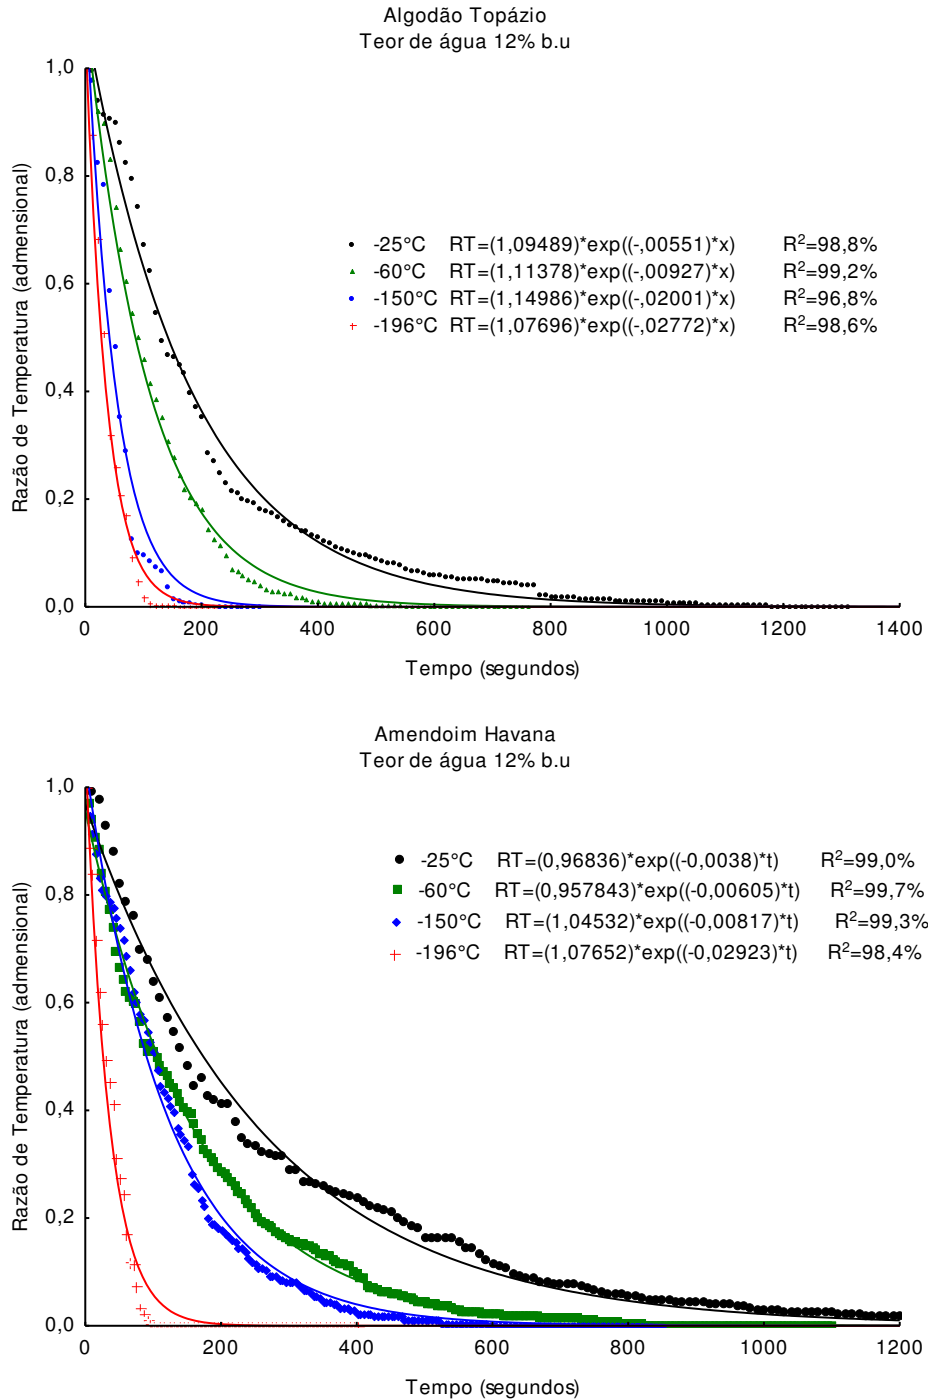 Algodão Topázio
Teor de água 12% b.u
1,0
0,8
0,6
0,4
0,2
0,0
Razão de Temperatura (admensional)
-25°C RT=(1,09489)*exp((-,00551)*x) R²=98,8%
-60°C RT=(1,11378)*exp((-,00927)*x) R²=99,2%
-150°C RT=(1,14986)*exp((-,02001)*x) R²=96,8%
-196°C RT=(1,07696)*exp((-,02772)*x) R²=98,6%
0 200 400 600 800 1000 1200 1400
Tempo (segundos)
Amendoim Havana
Teor de água 12% b.u
1,0
0,8
0,6
0,4
0,2
0,0
Razão de Temperatura (admensional)
-25°C RT=(0,96836)*exp((-0,0038)*t) R²=99,0%
-60°C RT=(0,957843)*exp((-0,00605)*t) R²=99,7%
-150°C RT=(1,04532)*exp((-0,00817)*t) R²=99,3%
-196°C RT=(1,07652)*exp((-0,02923)*t) R²=98,4%
0 200 400 600 800 1000 1200
Tempo (segundos)